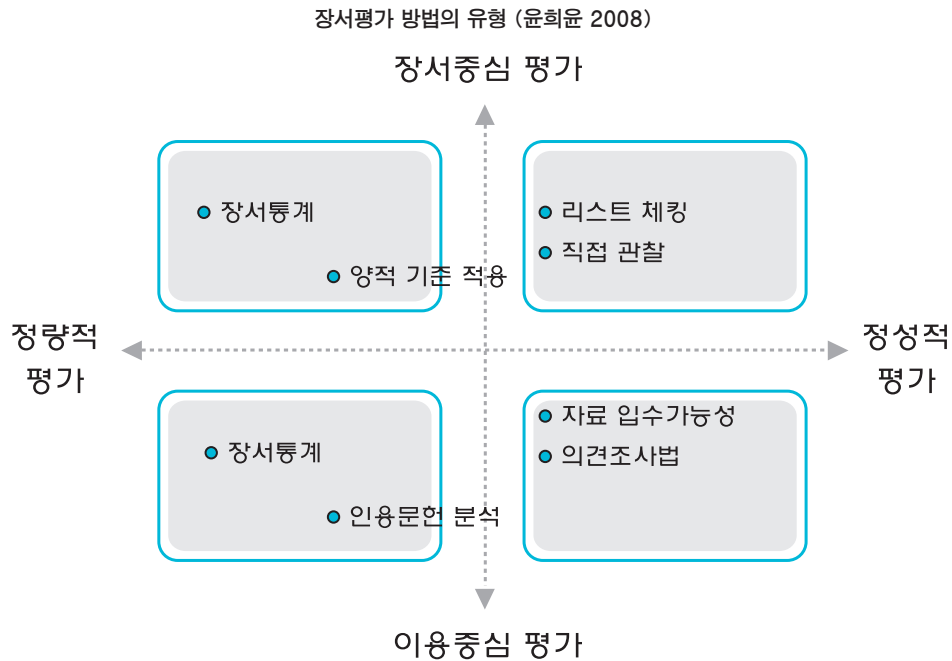 장서평가 방법의 유형 (윤희윤 2008)
장서중심 평가
장서통계
양적 기준 적용
리스트 체킹
직접 관찰
정량적
평가
정성적
평가
장서통계
인용문헌 분석
자료 입수가능성
의견조사법
이용중심 평가